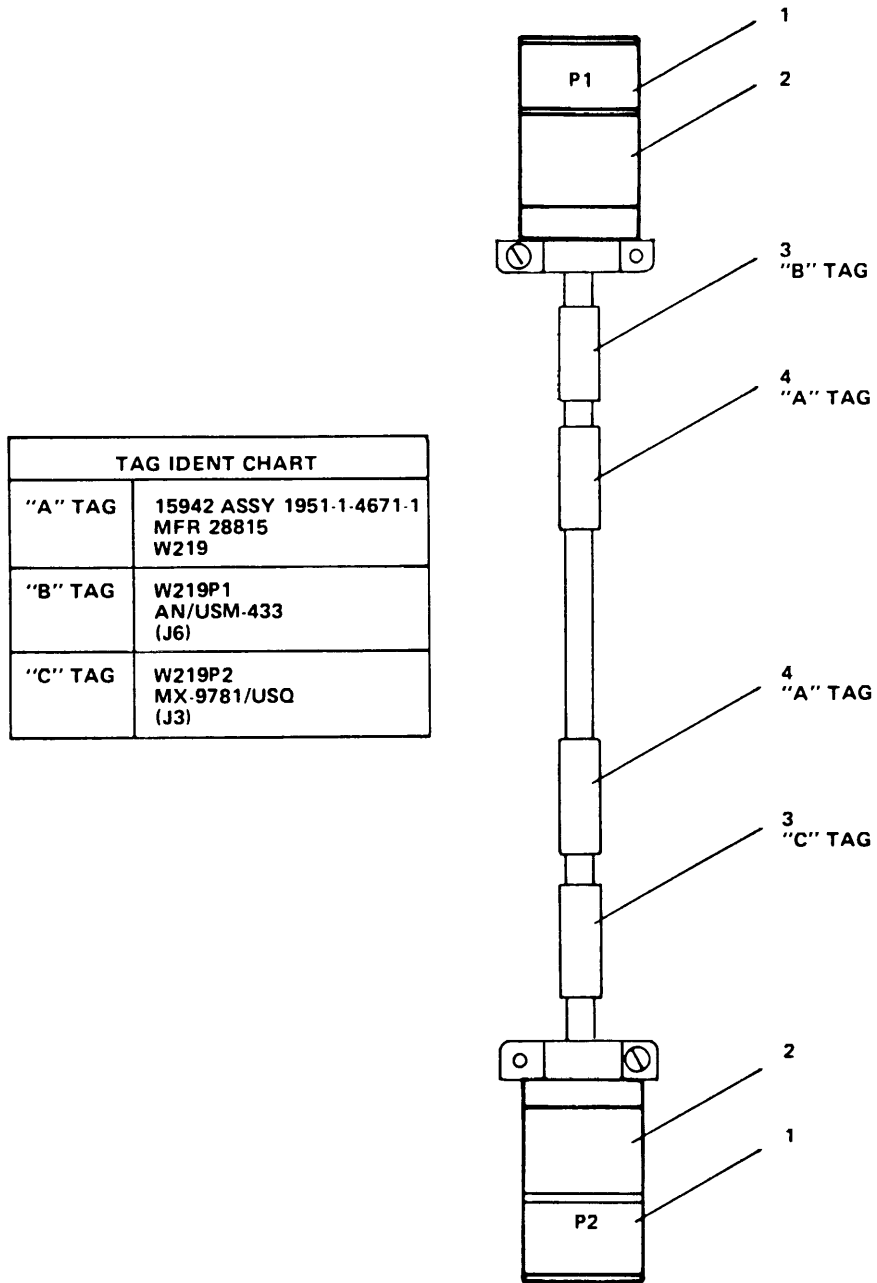 1
P1
2
3
"B" TAG
4
"A" TAG
TAG IDENT CHART
"A" TAG
15942 ASSY 1951-1-4671-1
MFR 28815
W219
"B" TAG
W219P1
AN/USM-433
(J6)
"C" TAG
W219P2
MX-9781/USQ
(J3)
4
"A" TAG
3
"C" TAG
2
1
P2